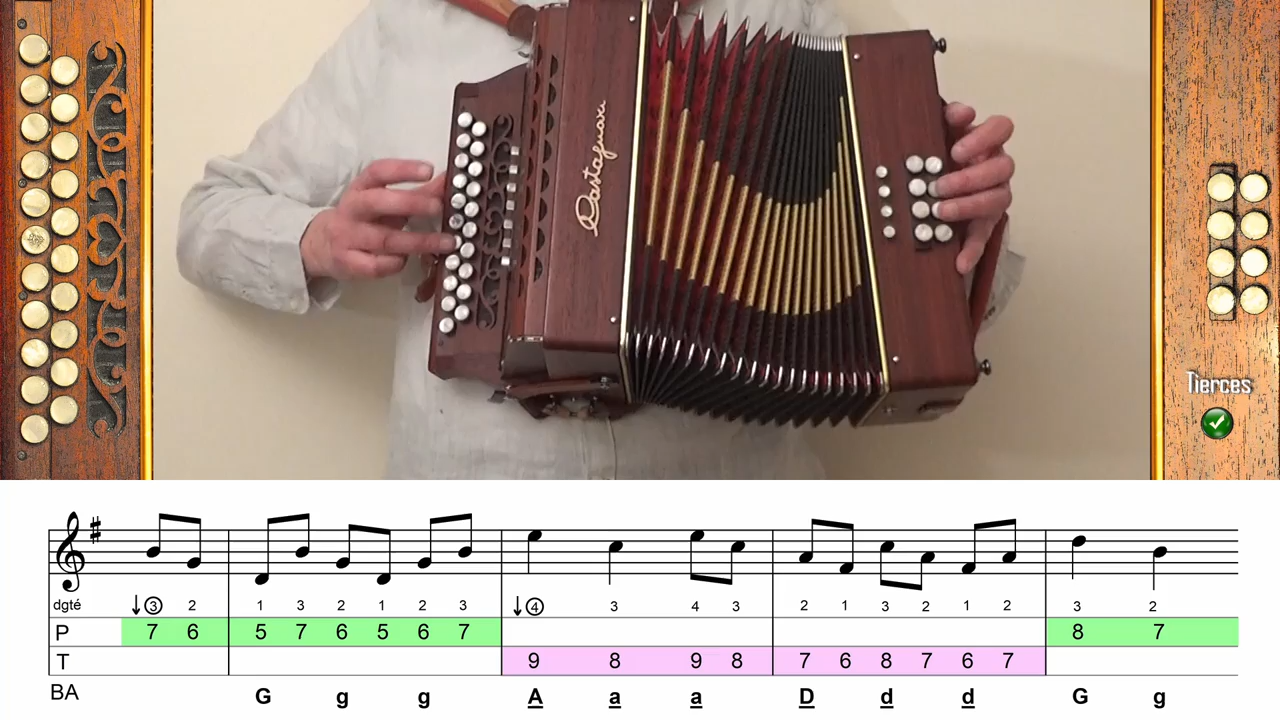 Castagnari
Tierces
dgté ↓ 3 2 1 3 2 1 2 3 ↓ 4 3 4 3 2 1 3 2 1 2 3 2
P 7 6 5 7 6 5 6 7 8 7
T 9 8 9 8 7 6 8 7 6 7
BA G g g g A a a D d d G g